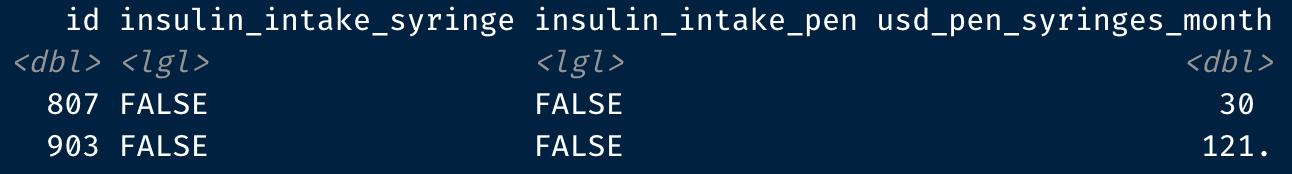 id insulin_intake_syringe insulin_intake_pen usd_pen_syringes_month
<dbl> <lgl> <lgl> <dbl>
807 FALSE FALSE 30
903 FALSE FALSE 121.